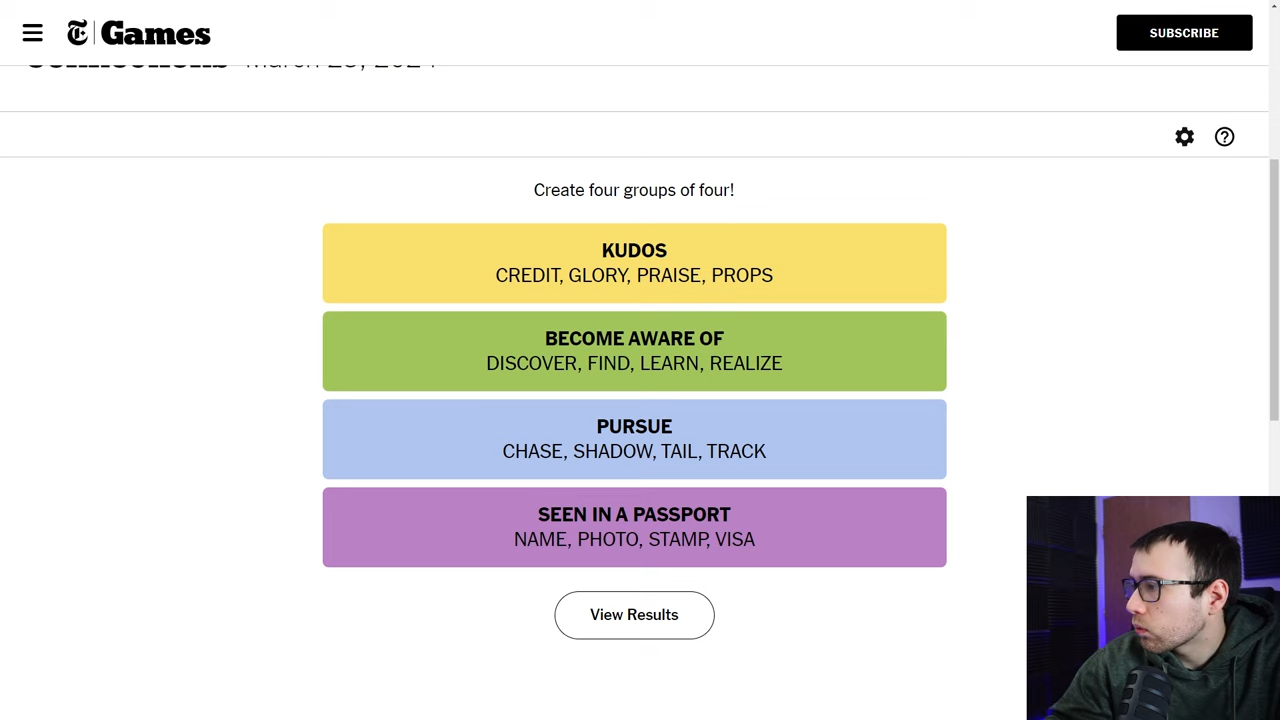 Games
SUBSCRIBE
Create four groups of four!
KUDOS
CREDIT, GLORY, PRAISE, PROPS
BECOME AWARE OF
DISCOVER, FIND, LEARN, REALIZE
PURSUE
CHASE, SHADOW, TAIL, TRACK
SEEN IN A PASSPORT
NAME, PHOTO, STAMP, VISA
View Results